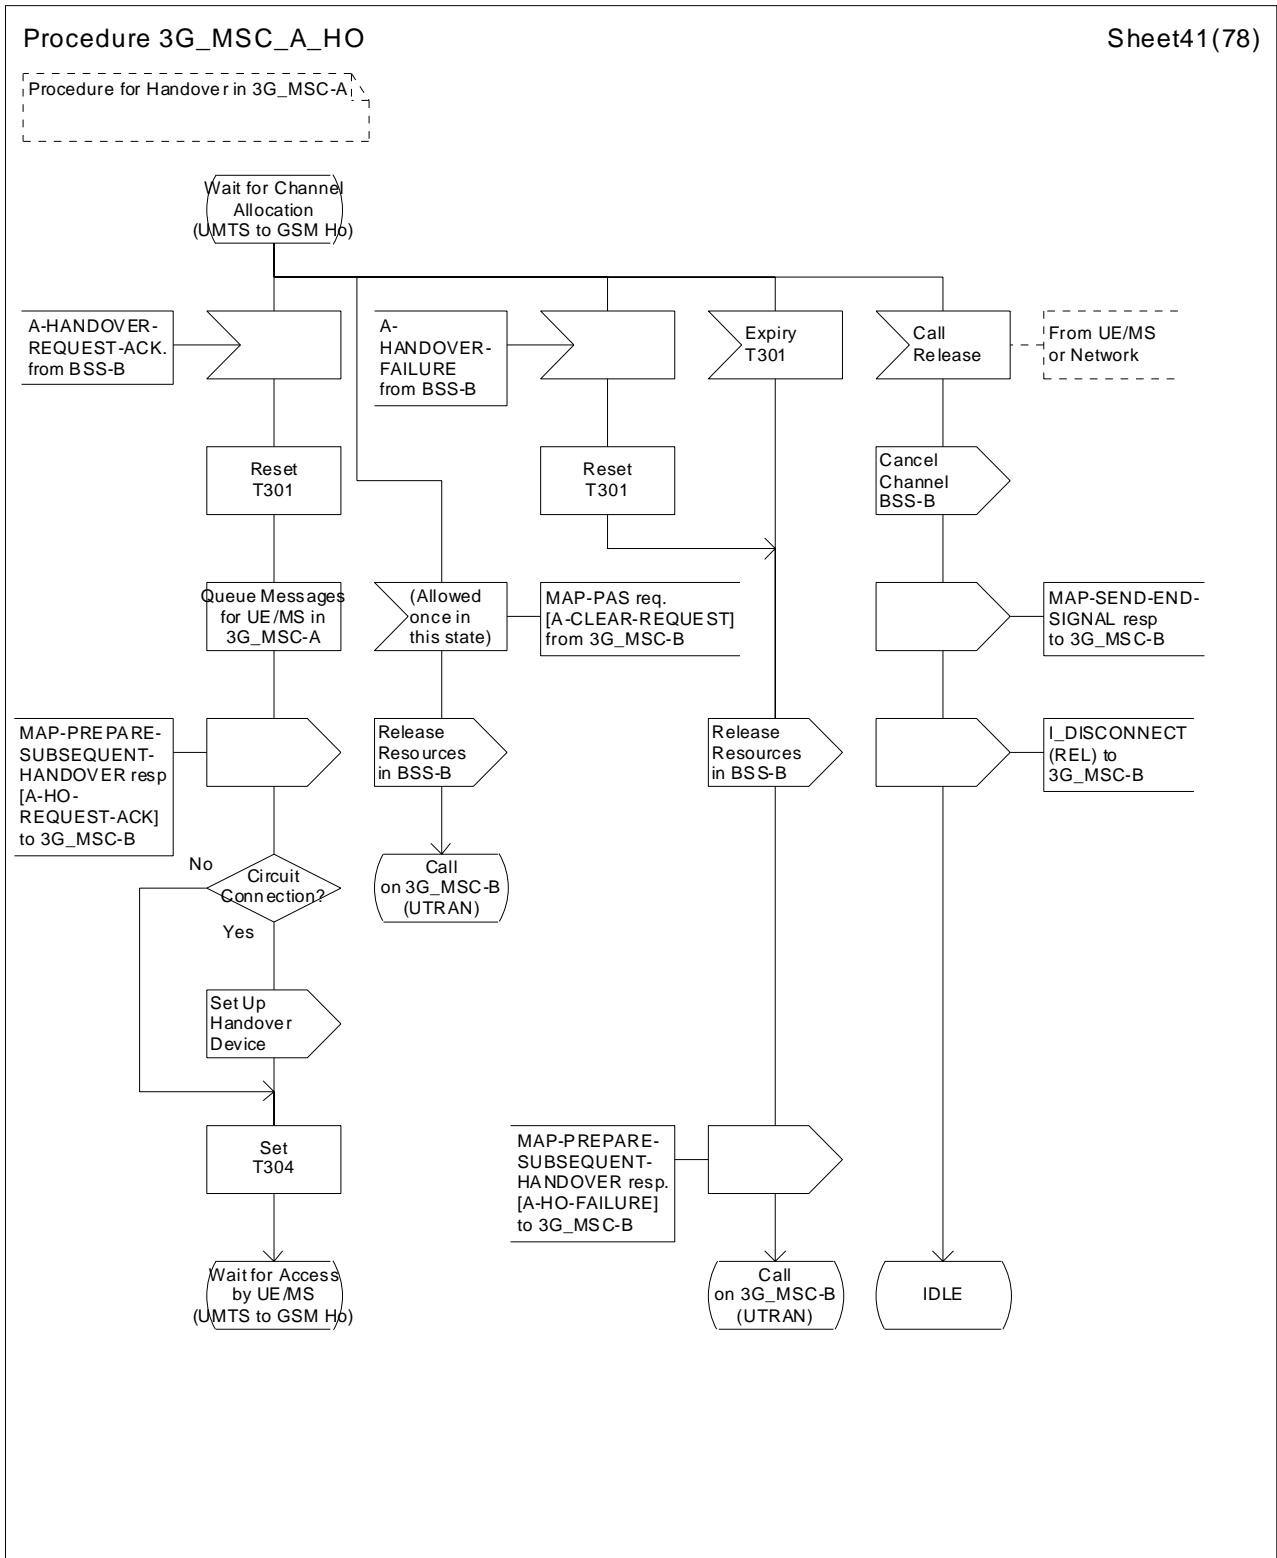 Procedure 3G_MSC_A_HO
Sheet41(78)
Procedure for Handover in 3G_MSC-A
Wait for Channel
Allocation
(UMTS to GSM Ho)
A-HANDOVER-
REQUEST-ACK.
from BSS-B
A-
HANDOVER-
FAILURE
from BSS-B
Expiry
T301
Call
Release
From UE/MS
or Network
Reset
T301
Reset
T301
Cancel
Channel
BSS-B
Queue Messages
for UE/MS in
3G_MSC-A
(Allowed
once in
this state)
MAP-PAS req.
[A-CLEAR-REQUEST]
from 3G_MSC-B
MAP-SEND-END-
SIGNAL resp
to 3G_MSC-B
MAP-PREPARE-
SUBSEQUENT-
HANDOVER resp
[A-HO-
REQUEST-ACK]
to 3G_MSC-B
Release
Resources
in BSS-B
Release
Resources
in BSS-B
I_DISCONNECT
(REL) to
3G_MSC-B
No
Circuit
Connection?
Yes
Call
on 3G_MSC-B
(UTRAN)
Set Up
Handover
Device
Set
T304
MAP-PREPARE-
SUBSEQUENT-
HANDOVER resp.
[A-HO-FAILURE]
to 3G_MSC-B
Wait for Access
by UE/MS
(UMTS to GSM Ho)
Call
on 3G_MSC-B
(UTRAN)
IDLE